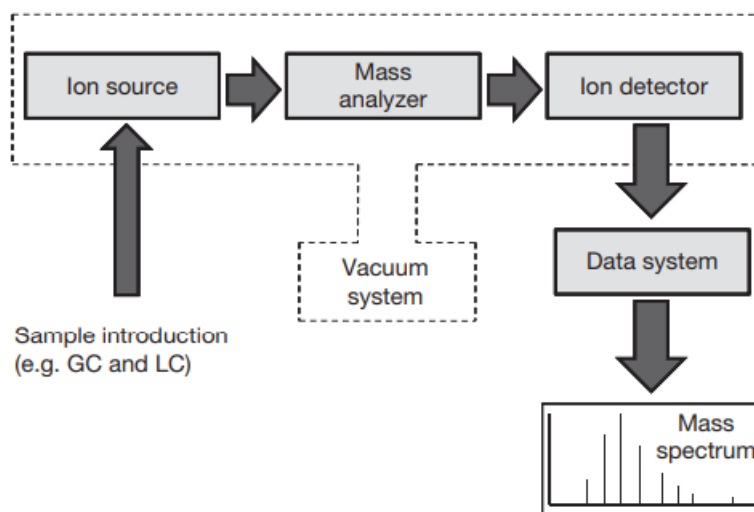 Ion source
Mass
analyzer
Ion detector
Vacuum
system
Data system
Sample introduction
(e.g. GC and LC)
Mass
spectrum